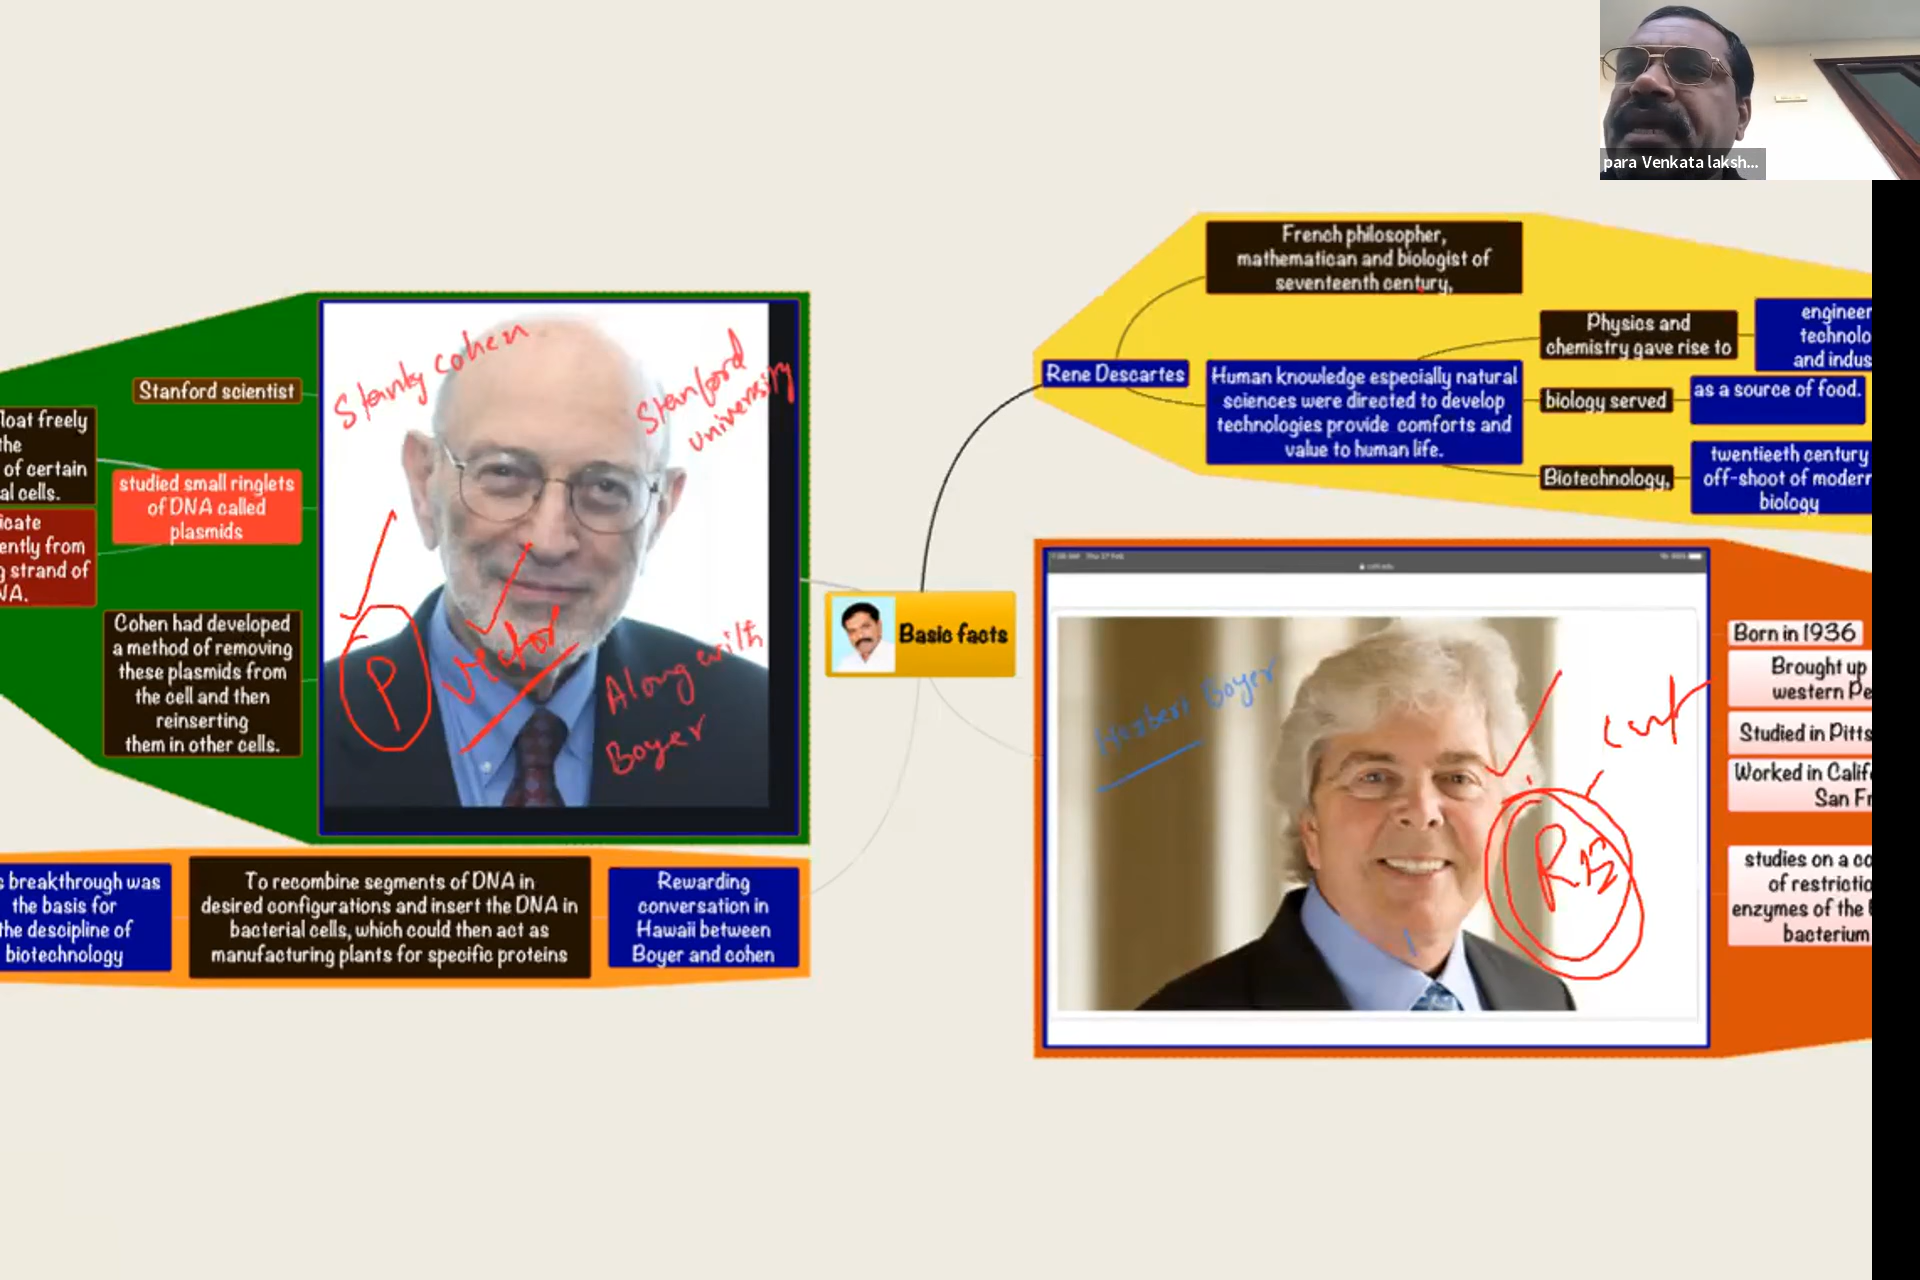 para Venkata laksh...
French philosopher,
mathematican and biologist of
seventeenth century,
Physics and
chemistry gave rise to
engineer
technolo
and indus
Rene Descartes
Human knowledge especially natural
sciences were directed to develop
technologies provide comforts and
value to human life.
biology served
as a source of food.
Biotechnology,
twentieeth century
off-shoot of modern
biology
Stanly cohen
Stanford
university
Stanford scientist
loat freely
the
of certain
al cells.
studied small ringlets
of DNA called
plasmids
icate
ently from
g strand of
NA.
Cohen had developed
a method of removing
these plasmids from
the cell and then
reinserting
them in other cells.
P
vector
Along with
Boyer
Basic facts
Herbert Boyer
cut
Born in 1936
Brought up
western Pe
Studied in Pitts
Worked in Calif
San Fr
studies on a co
of restrictio
enzymes of the
bacterium
s breakthrough was
the basis for
the descipline of
biotechnology
To recombine segments of DNA in
desired configurations and insert the DNA in
bacterial cells, which could then act as
manufacturing plants for specific proteins
Rewarding
conversation in
Hawaii between
Boyer and cohen